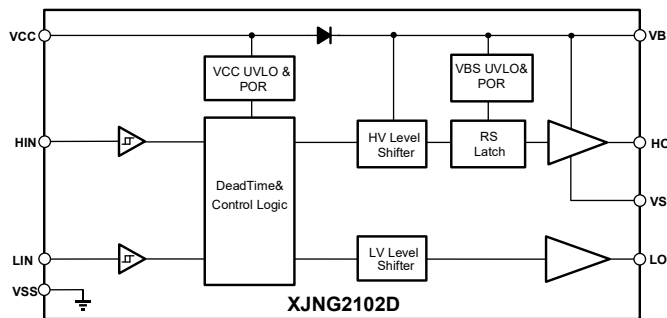 VCC
VB
VCC UVLO &
POR
VBS UVLO&
POR
HIN
HV Level
Shifter
RS
Latch
HO
DeadTime&
Control Logic
VS
LIN
LV Level
Shifter
LO
VSS
XJNG2102D